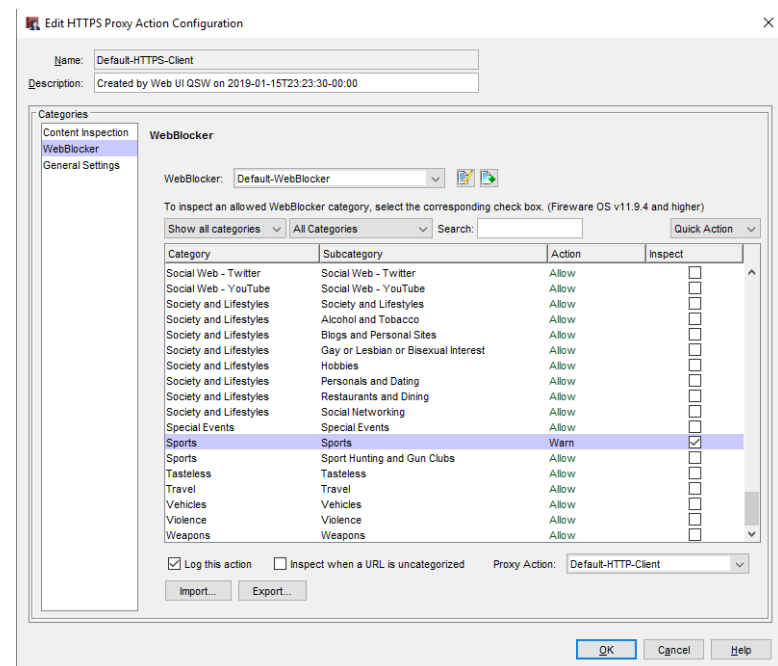 Edit HTTPS Proxy Action Configuration
Name: Default-HTTPS-Client
Description: Created by Web UI QSW on 2019-01-15T23:23:30-00:00
Categories
Content Inspection
WebBlocker
General Settings
WebBlocker
WebBlocker: Default-WebBlocker
To inspect an allowed WebBlocker category, select the corresponding check box. (Fireware OS v11.9.4 and higher)
Show all categories All Categories Search: Quick Action
Category Subcategory Action Inspect
Social Web - Twitter Social Web - Twitter Allow
Social Web - YouTube Social Web - YouTube Allow
Society and Lifestyles Society and Lifestyles Allow
Society and Lifestyles Alcohol and Tobacco Allow
Society and Lifestyles Blogs and Personal Sites Allow
Society and Lifestyles Gay or Lesbian or Bisexual Interest Allow
Society and Lifestyles Hobbies Allow
Society and Lifestyles Personals and Dating Allow
Society and Lifestyles Restaurants and Dining Allow
Society and Lifestyles Social Networking Allow
Special Events Special Events Allow
Sports Sports Warn
Sports Sport Hunting and Gun Clubs Allow
Tasteless Tasteless Allow
Travel Travel Allow
Vehicles Vehicles Allow
Violence Violence Allow
Weapons Weapons Allow
Log this action Inspect when a URL is uncategorized Proxy Action: Default-HTTP-Client
Import... Export...
OK Cancel Help